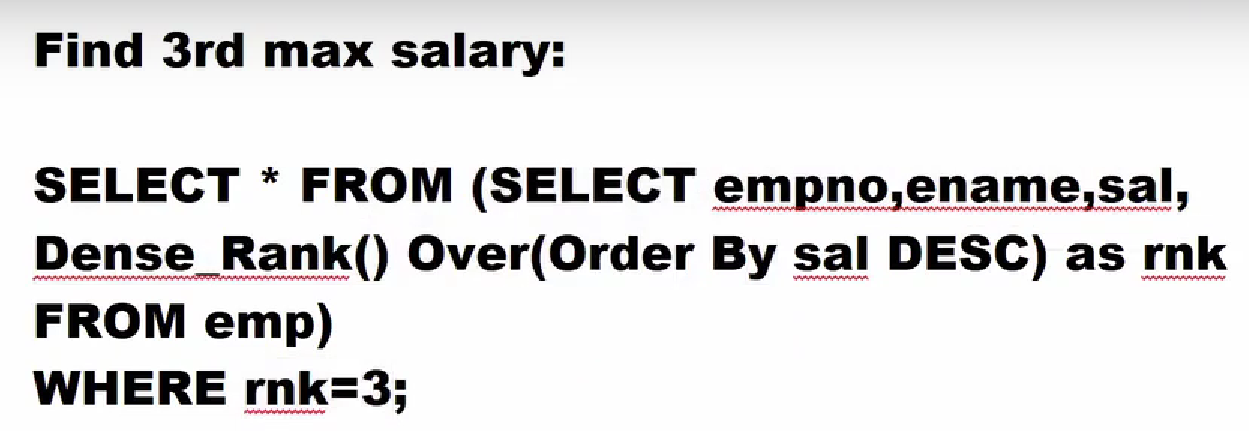 Find 3rd max salary:
SELECT * FROM (SELECT empno,ename,sal,
Dense_Rank() Over(Order By sal DESC) as rnk
FROM emp)
WHERE rnk=3;